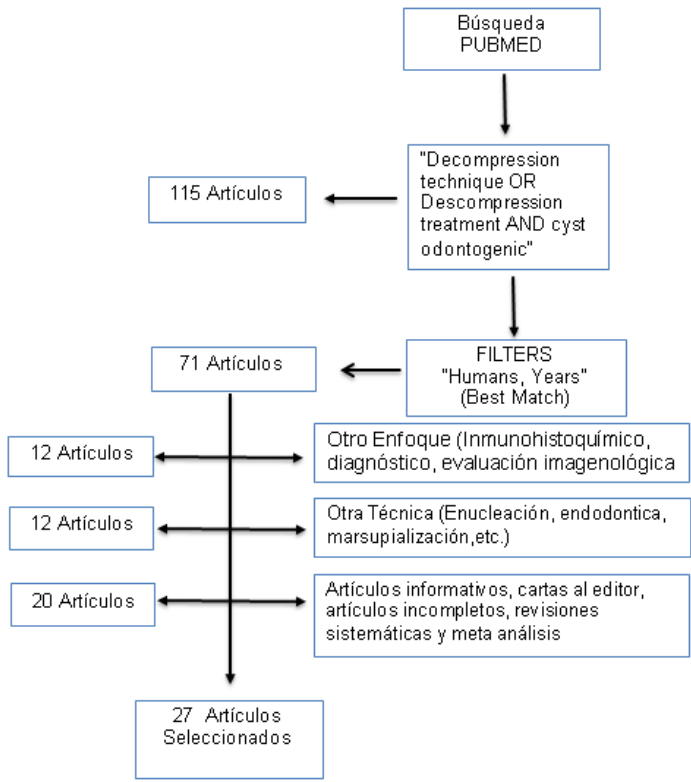 Búsqueda
PUBMED
"Decompression
technique OR
Descompression
treatment AND cyst
odontogenic"
115 Artículos
FILTERS
"Humans, Years"
(Best Match)
71 Artículos
12 Artículos
Otro Enfoque (Inmunohistoquímico,
diagnóstico, evaluación imagenológica
12 Artículos
Otra Técnica (Enucleación, endodontica,
marsupialización,etc.)
20 Artículos
Artículos informativos, cartas al editor,
artículos incompletos, revisiones
sistemáticas y meta análisis
27 Artículos
Seleccionados